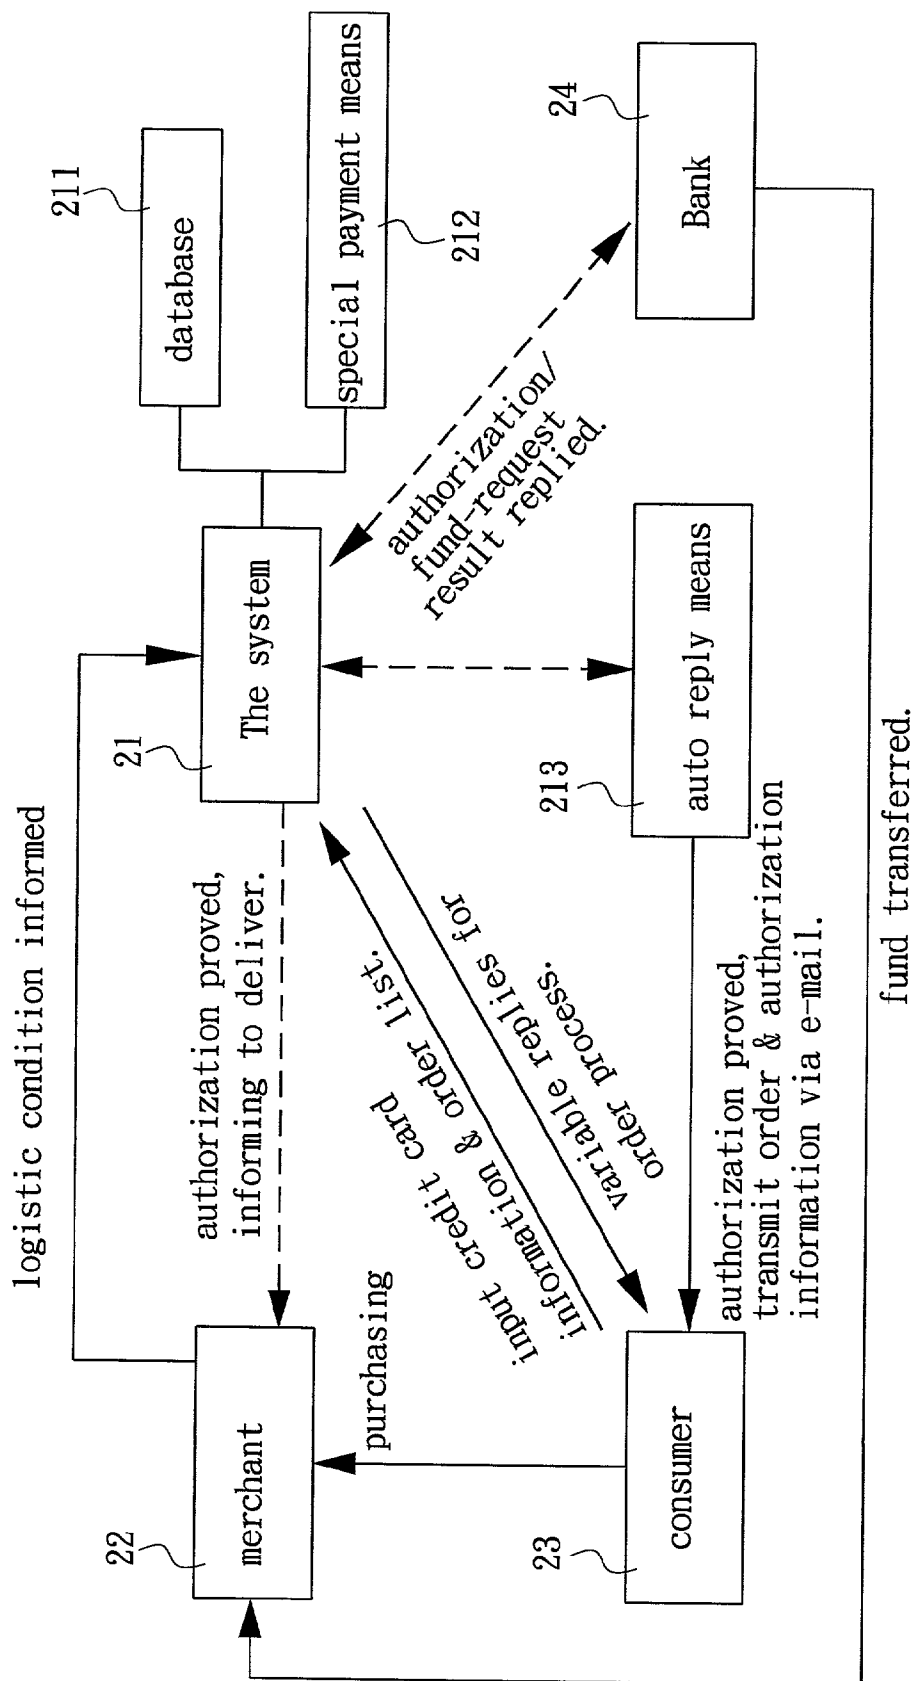 logistic condition informed
22
merchant
authorization proved,
informing to deliver.
21
The system
211
database
special payment means
212
purchasing
input credit card
information & order list.
variable replies for
order process.
authorization/
fund-request
result replied.
23
consumer
authorization proved,
transmit order & authorization
information via e-mail.
213
auto reply means
24
Bank
fund transferred.